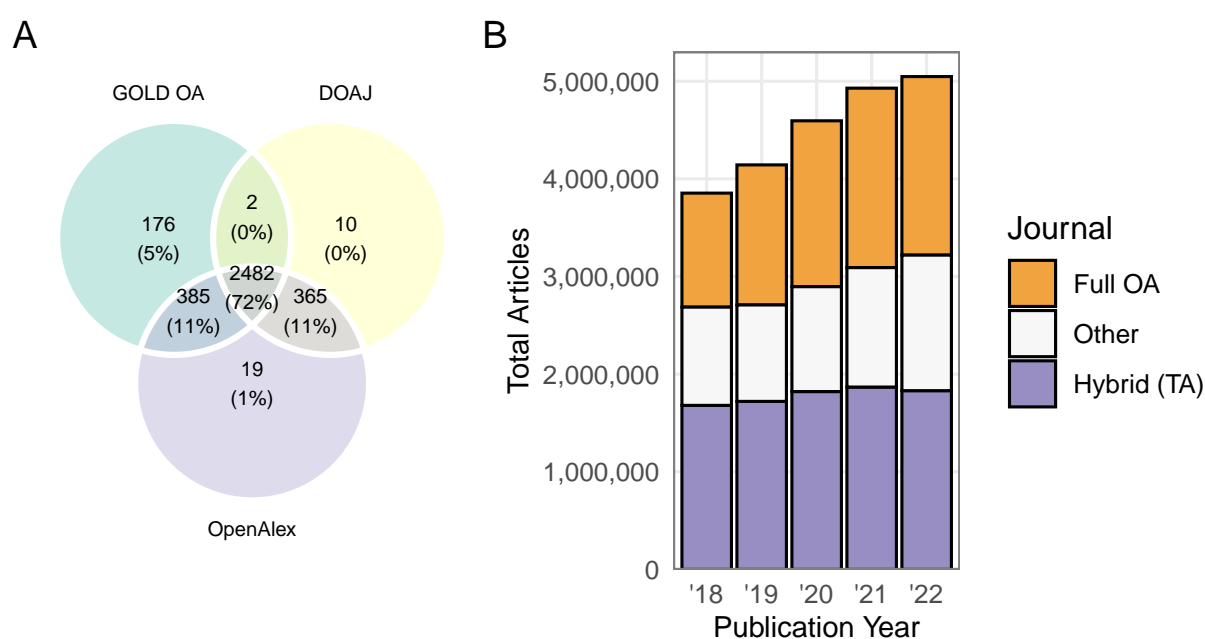 A
GOLD OA
DOAJ
2
(0%)
176
(5%)
10
(0%)
2482
(72%)
385
(11%)
365
(11%)
19
(1%)
OpenAlex
B
Total Articles
5,000,000
4,000,000
3,000,000
2,000,000
1,000,000
0
'18 '19 '20 '21 '22
Publication Year
Journal
Full OA
Other
Hybrid (TA)